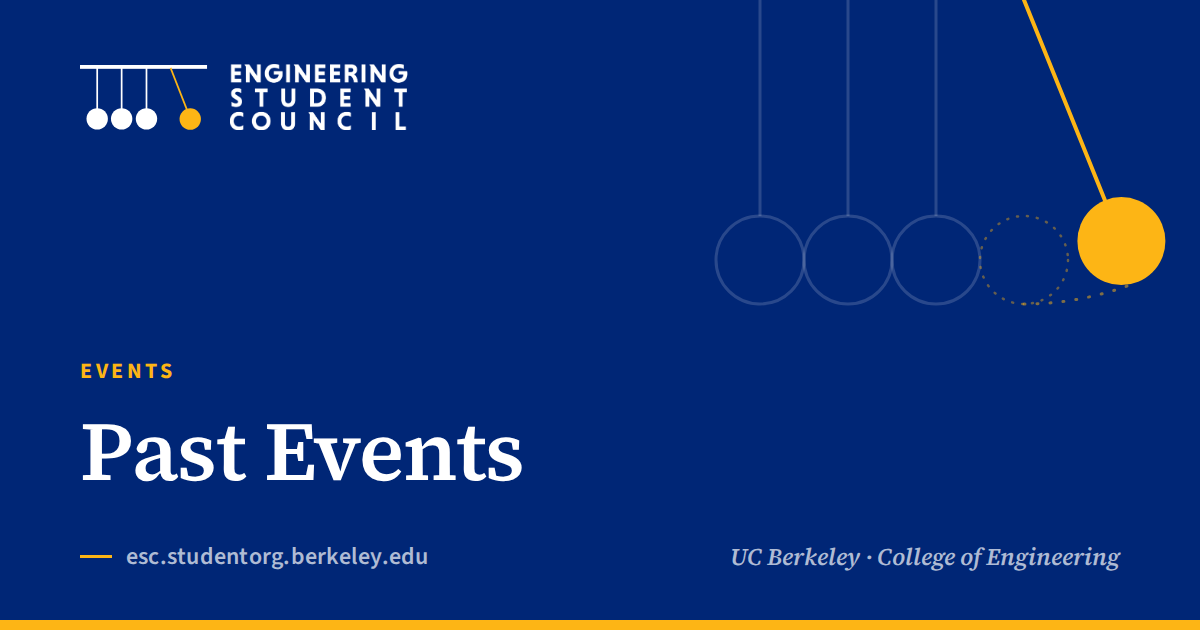 ENGINEERING
STUDENT
COUNCIL
EVENTS
Past Events
esc.studentorg.berkeley.edu
UC Berkeley · College of Engineering